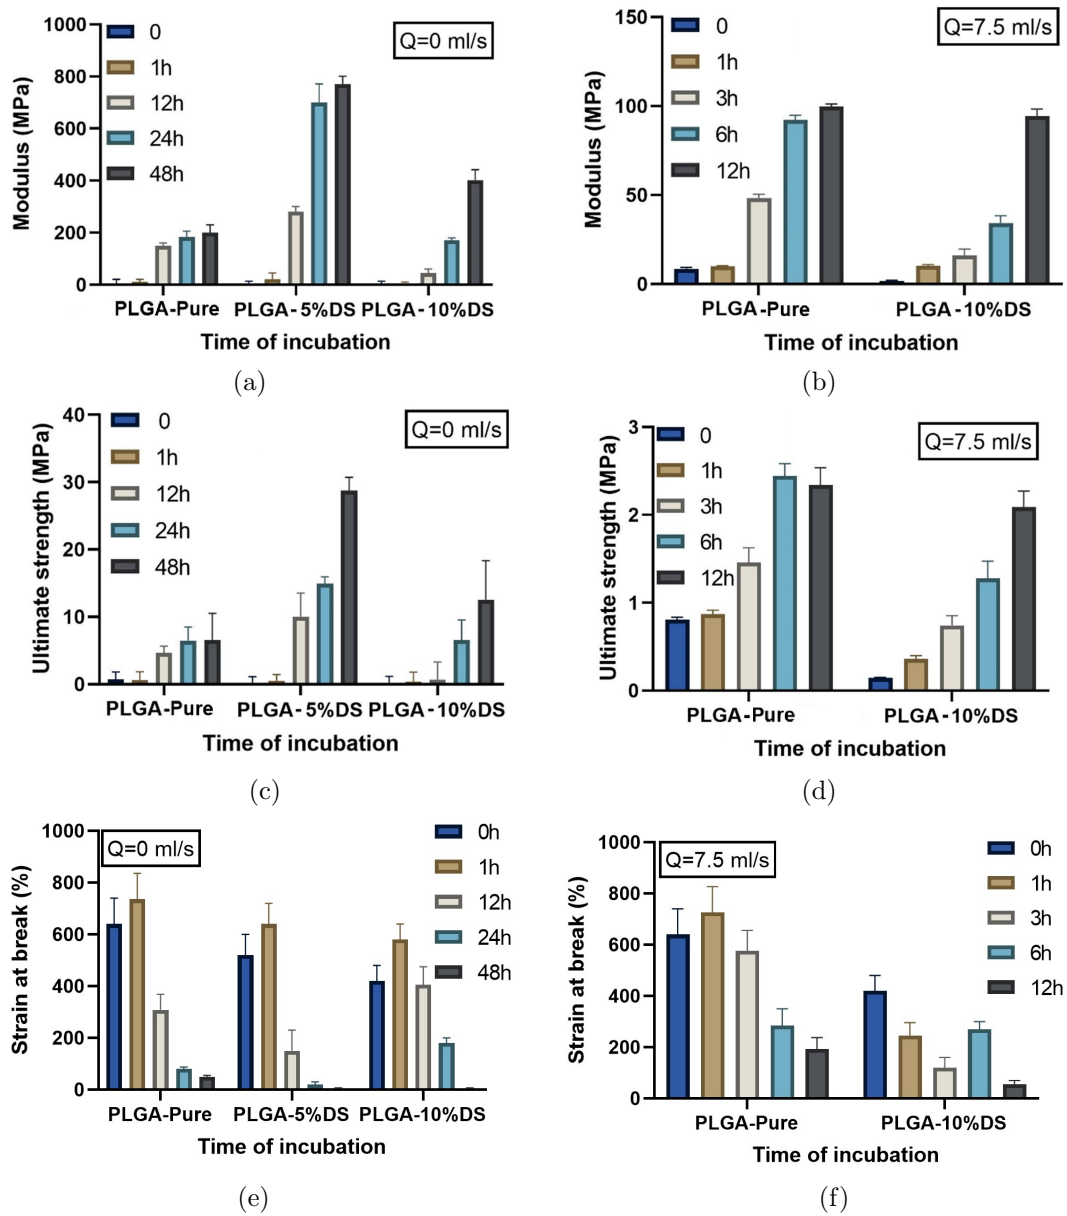 1000
800
600
400
200
0
Modulus (MPa)
0
1h
12h
24h
48h
Q=0 ml/s
PLGA-Pure PLGA-5%DS PLGA-10%DS
Time of incubation
(a)
150
100
50
0
Modulus (MPa)
0
1h
3h
6h
12h
Q=7.5 ml/s
PLGA-Pure PLGA-10%DS
Time of incubation
(b)
40
30
20
10
0
Ultimate strength (MPa)
0
1h
12h
24h
48h
Q=0 ml/s
PLGA-Pure PLGA-5%DS PLGA-10%DS
Time of incubation
(c)
3
2
1
0
Ultimate strength (MPa)
0
1h
3h
6h
12h
Q=7.5 ml/s
PLGA-Pure PLGA-10%DS
Time of incubation
(d)
1000
800
600
400
200
0
Strain at break (%)
Q=0 ml/s
0h
1h
12h
24h
48h
PLGA-Pure PLGA-5%DS PLGA-10%DS
Time of incubation
(e)
1000
800
600
400
200
0
Strain at break (%)
Q=7.5 ml/s
0h
1h
3h
6h
12h
PLGA-Pure PLGA-10%DS
Time of incubation
(f)